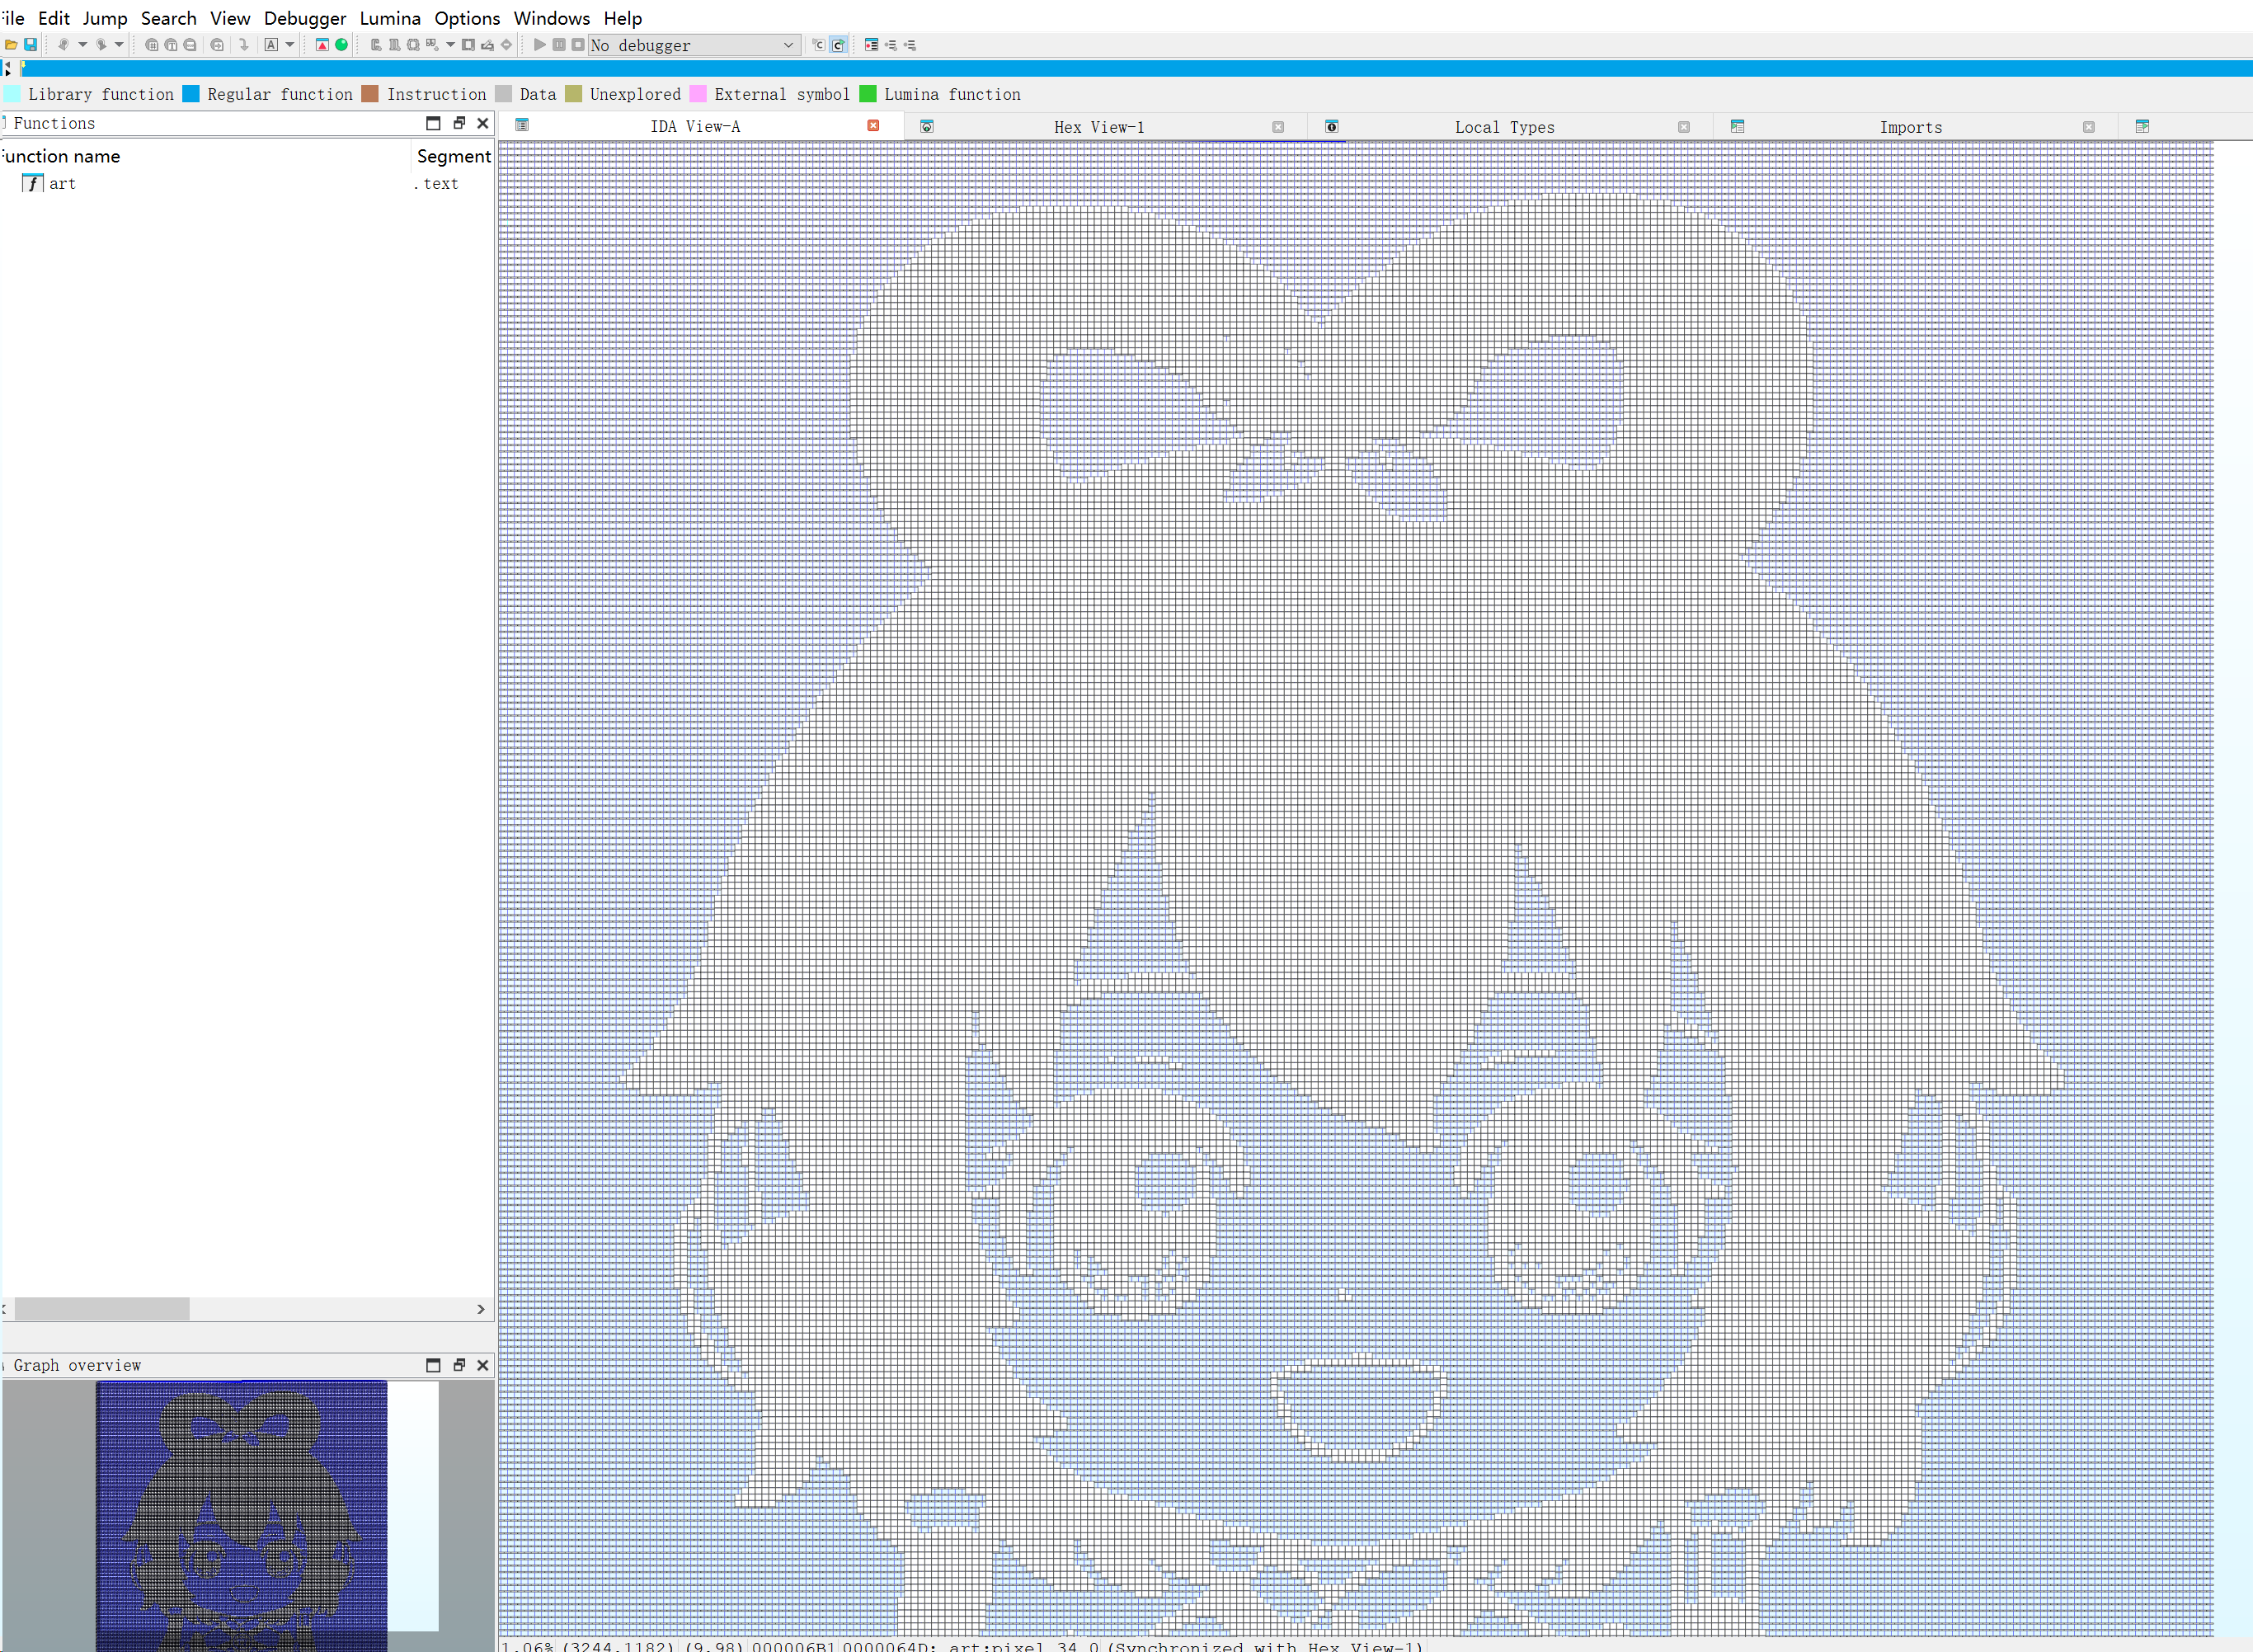 ile Edit Jump Search View Debugger Lumina Options Windows Help
No debugger
Library function Regular function Instruction Data Unexplored External symbol Lumina function
Functions
IDA View-A Hex View-1 Local Types Imports
unction name Segment
f art .text
Graph overview
1.06% (3244,1182) (9,98) 000006B1 0000064D: art:pixel_34_0 (Synchronized with Hex View-1)